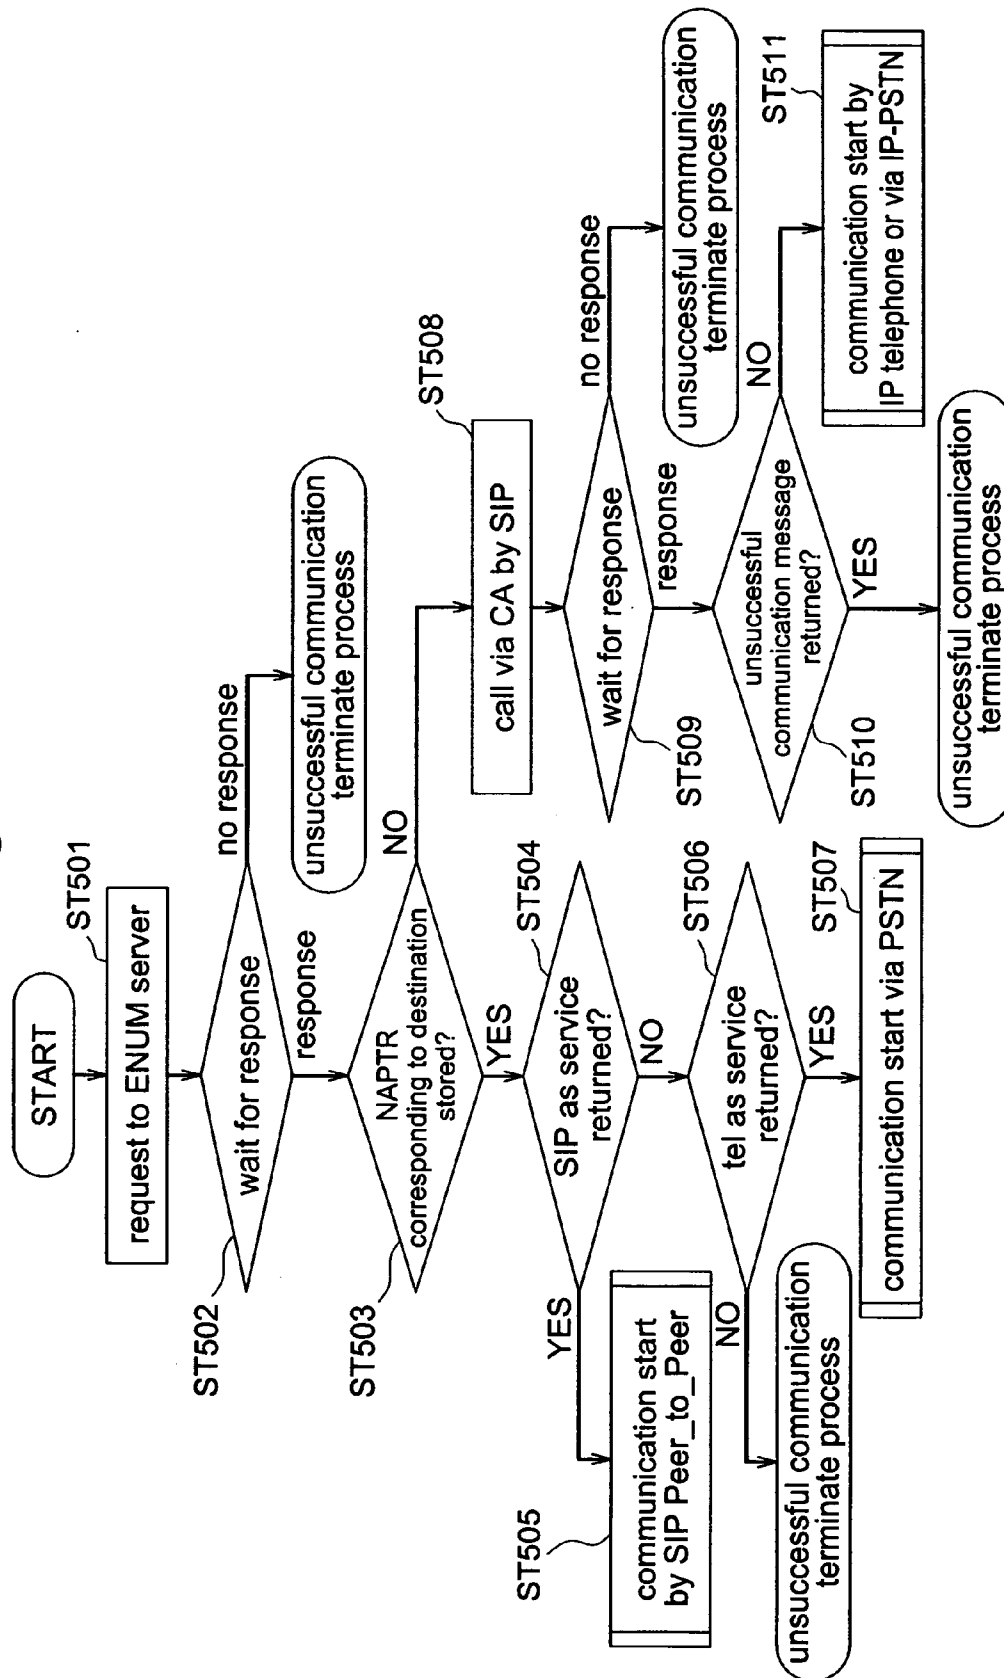 START
ST501
request to ENUM server
ST502
wait for response
no response
response
unsuccessful communication
terminate process
ST503
NAPTR
corresponding to destination
stored?
NO
YES
ST504
SIP as service
returned?
YES
NO
ST505
communication start
by SIP Peer_to_Peer
ST506
tel as service
returned?
NO
YES
unsuccessful communication
terminate process
ST507
communication start via PSTN
ST508
call via CA by SIP
ST509
wait for response
no response
response
unsuccessful communication
terminate process
ST510
unsuccessful
communication message
returned?
NO
YES
ST511
communication start by
IP telephone or via IP-PSTN
unsuccessful communication
terminate process